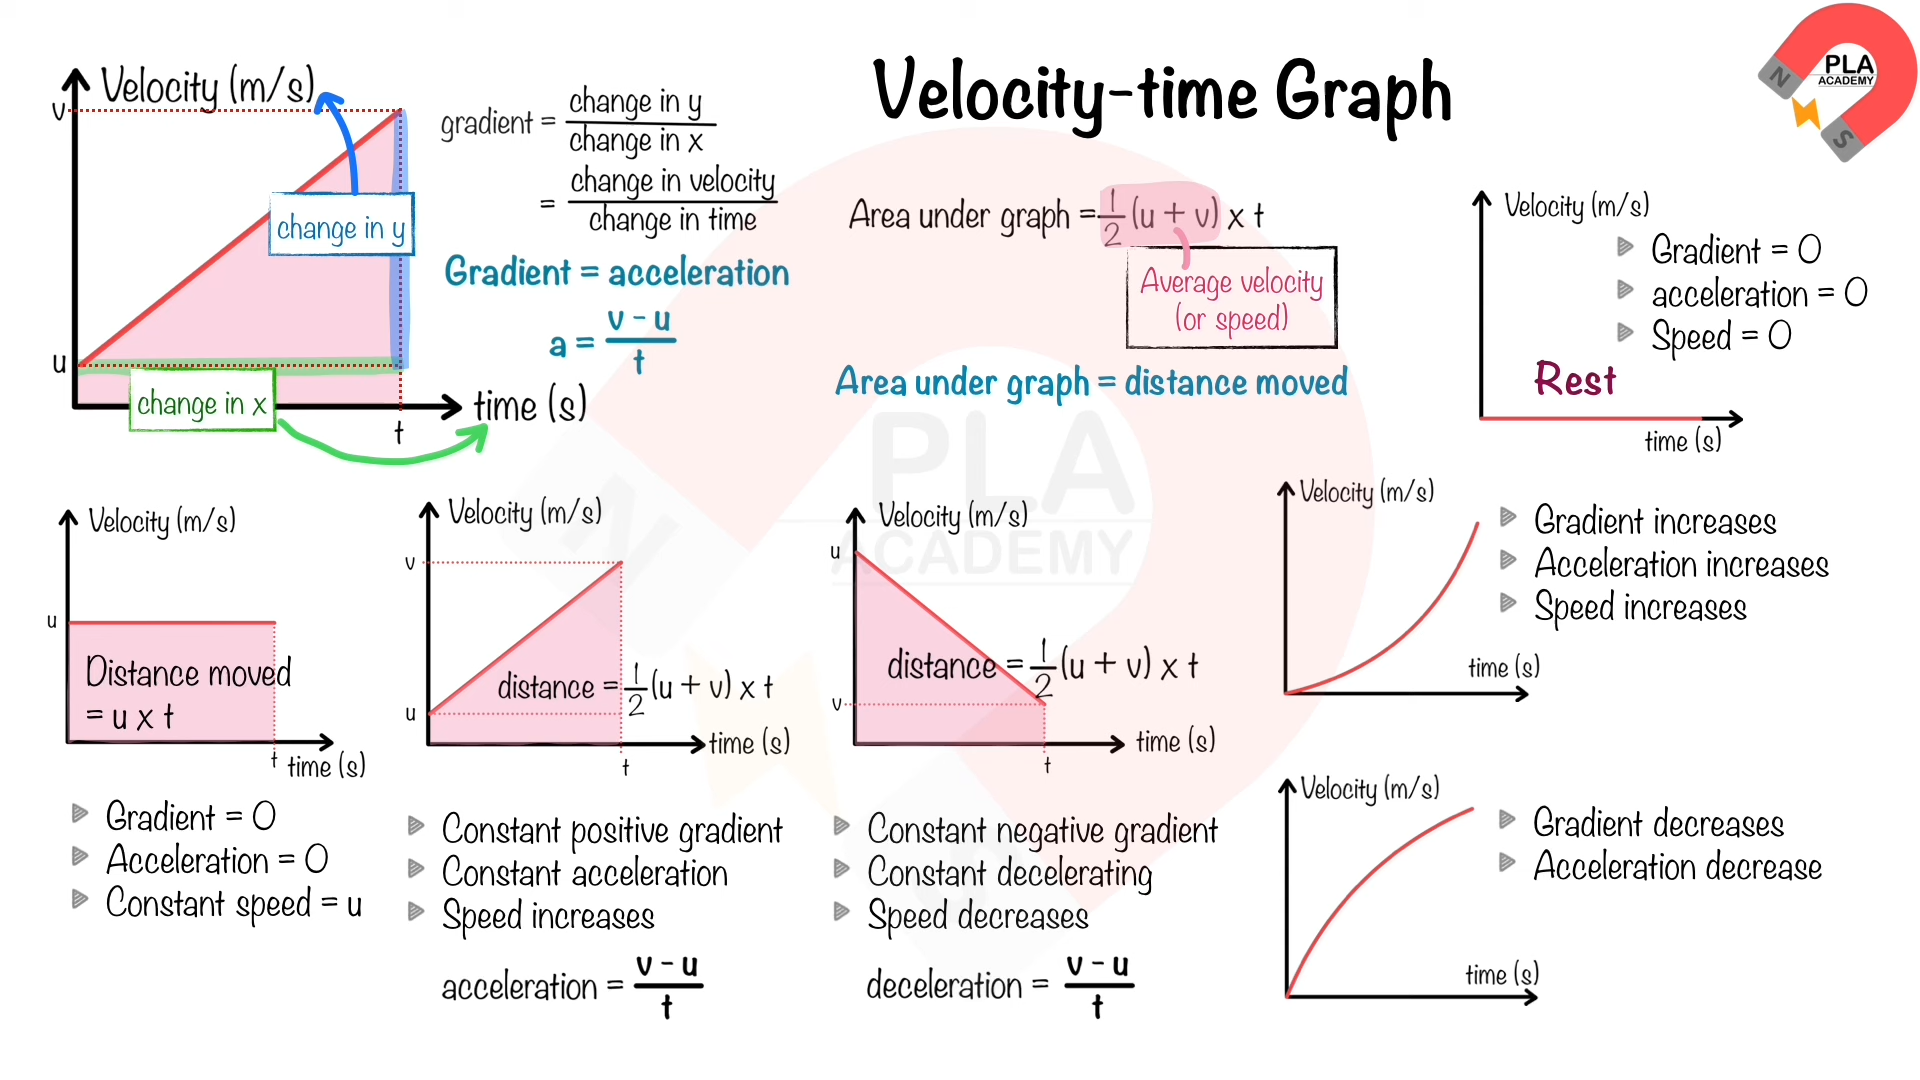 Velocity-time Graph
N
PLA
ACADEMY
S
Velocity (m/s)
v
u
change in y
change in x
time (s)
t
gradient = change in y
change in x
= change in velocity
change in time
Gradient = acceleration
a = v - u
t
Area under graph = 1/2 (u + v) x t
Average velocity
(or speed)
Area under graph = distance moved
Velocity (m/s)
Gradient = 0
acceleration = 0
Speed = 0
Rest
time (s)
N
PLA
ACADEMY
Velocity (m/s)
u
Distance moved
= u x t
t
time (s)
Gradient = 0
Acceleration = 0
Constant speed = u
Velocity (m/s)
v
distance = 1/2 (u + v) x t
u
time (s)
t
Constant positive gradient
Constant acceleration
Speed increases
acceleration = v - u
t
Velocity (m/s)
u
distance = 1/2 (u + v) x t
v
time (s)
t
Constant negative gradient
Constant decelerating
Speed decreases
deceleration = v - u
t
Velocity (m/s)
Gradient increases
Acceleration increases
Speed increases
time (s)
Velocity (m/s)
Gradient decreases
Acceleration decrease
time (s)